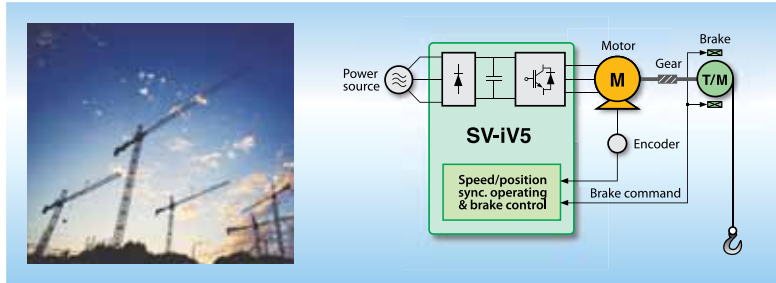 Power
source
Motor
M
Gear
Brake
T/M
SV-iV5
Encoder
Speed/position
sync. operating
& brake control
Brake command